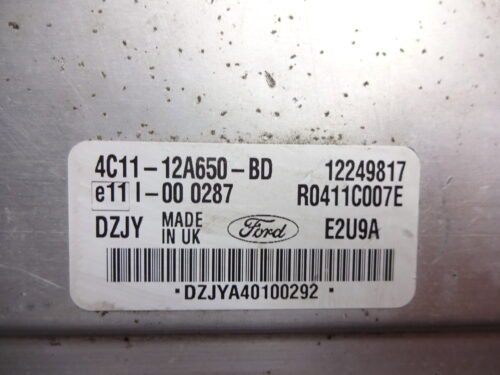 4C11-12A650-BD 12249817
e11 I-00 0287 R0411C007E
DZJY MADE IN UK Ford E2U9A
·DZJYA40100292·